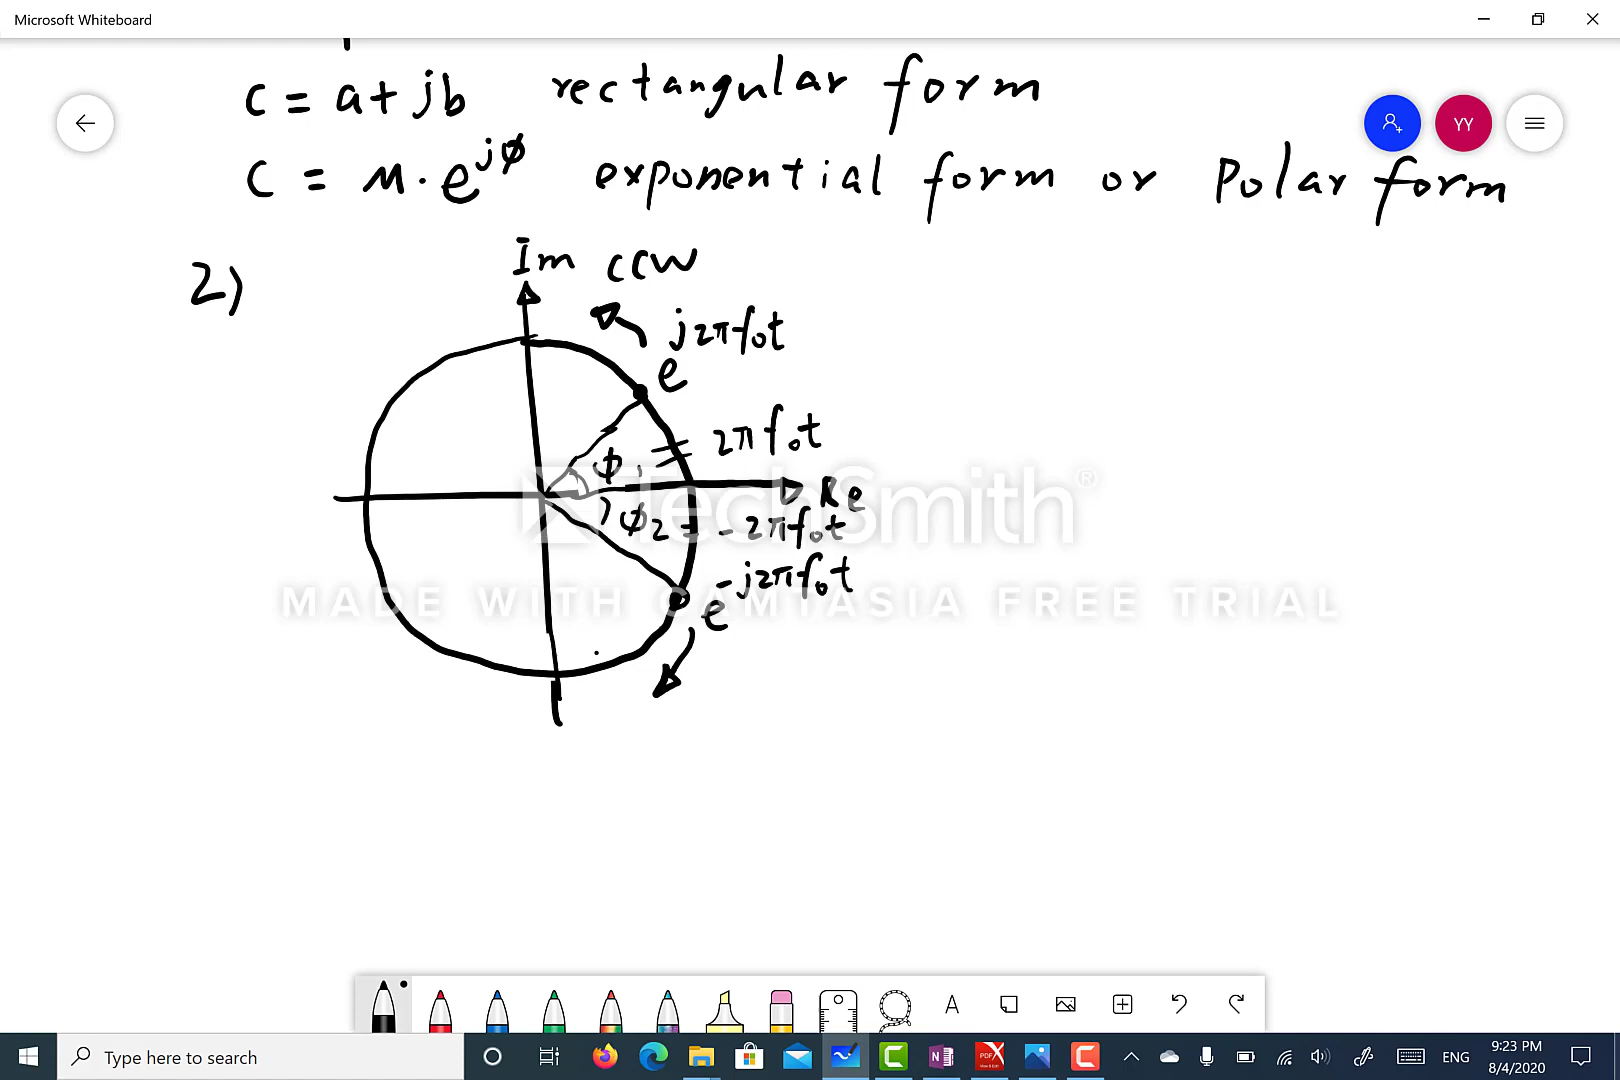 Microsoft Whiteboard
c = a + jb rectangular form
YY
c = M · e^{jφ} exponential form or Polar form
2)
Im CCW
e^{j2πf₀t}
φ₁ = 2πf₀t
Re
φ₂ = -2πf₀t
e^{-j2πf₀t}
TechSmith®
MADE WITH CAMTASIA FREE TRIAL
Type here to search
ENG
9:23 PM
8/4/2020